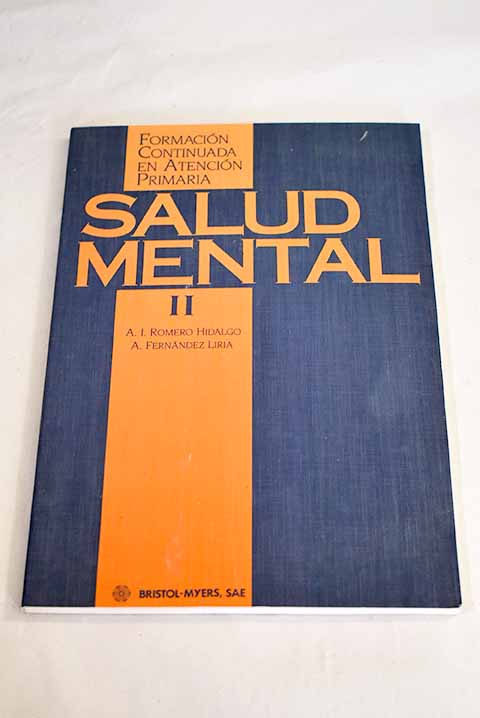 FORMACIÓN
CONTINUADA
EN ATENCIÓN
PRIMARIA
SALUD
MENTAL
II
A. I. ROMERO HIDALGO
A. FERNÁNDEZ LIRIA
BRISTOL-MYERS, SAE